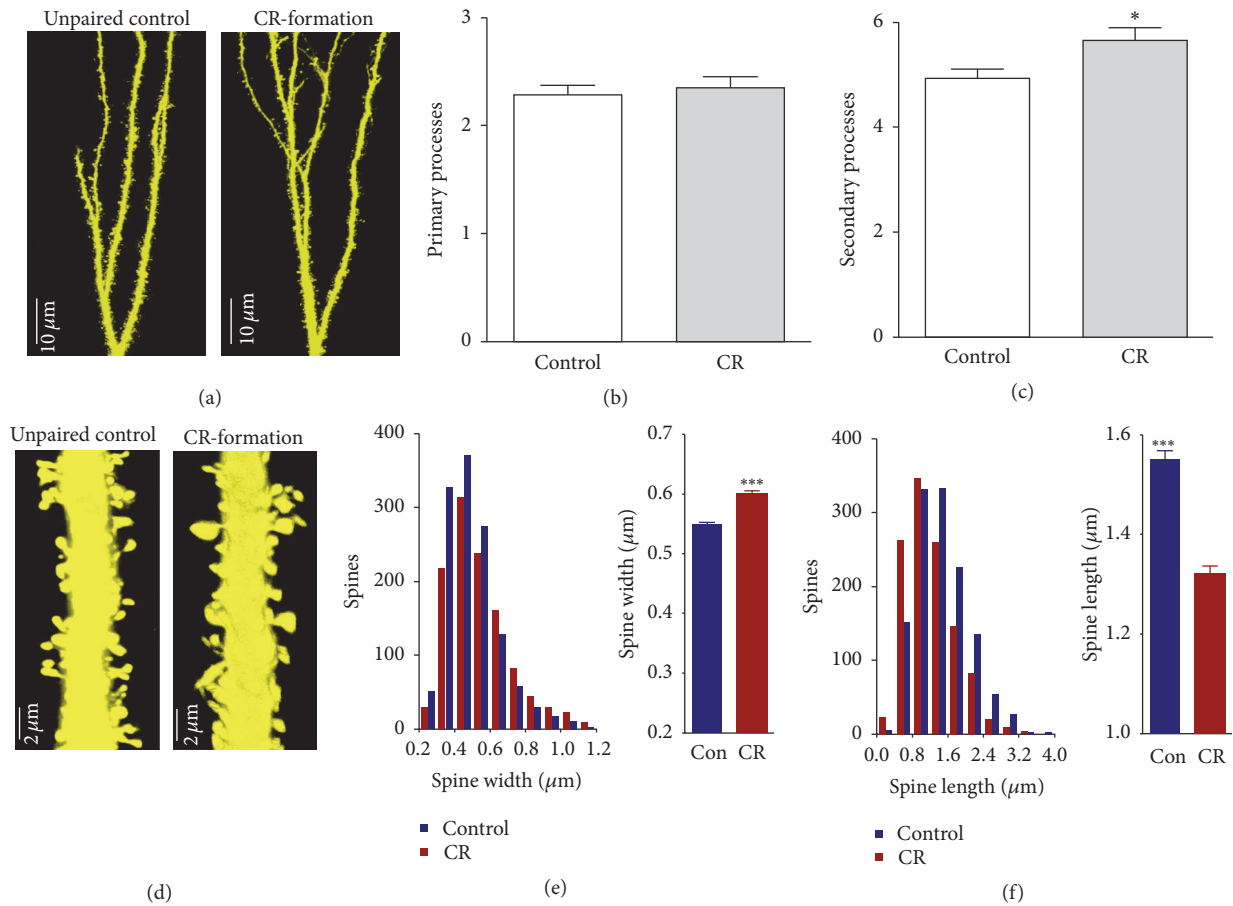 Unpaired control
CR-formation
10 μm
10 μm
(a)
Primary processes
3
2
1
0
Control
CR
(b)
Secondary processes
6
4
2
0
*
Control
CR
(c)
Unpaired control
CR-formation
2 μm
2 μm
(d)
Spines
400
300
200
100
0
0.2 0.4 0.6 0.8 1.0 1.2
Spine width (μm)
Control
CR
Spine width (μm)
0.7
0.6
0.5
0.4
0.3
0.2
***
Con CR
(e)
Spines
400
300
200
100
0
0.0 0.8 1.6 2.4 3.2 4.0
Spine length (μm)
Control
CR
Spine length (μm)
1.6
1.4
1.2
1.0
***
Con CR
(f)